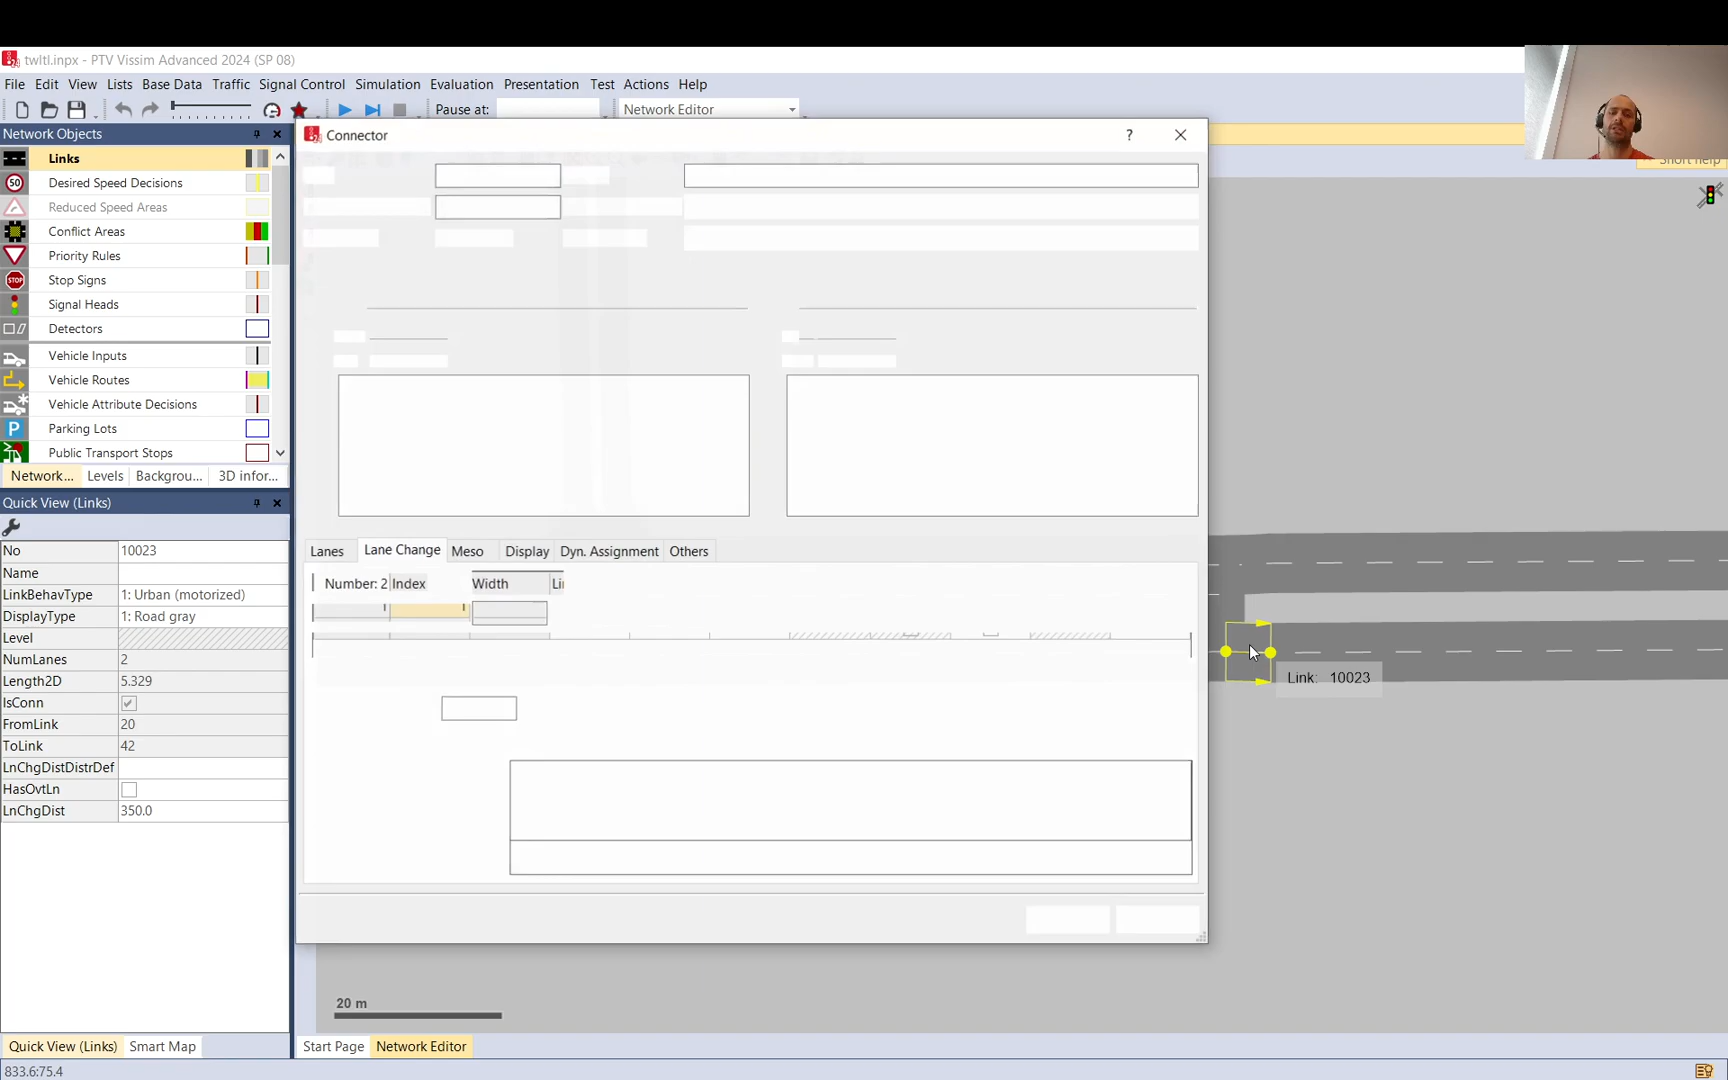 twltl.inpx - PTV Vissim Advanced 2024 (SP 08)
File Edit View Lists Base Data Traffic Signal Control Simulation Evaluation Presentation Test Actions Help
Pause at: Network Editor
Network Objects
Links
50 Desired Speed Decisions
Reduced Speed Areas
Conflict Areas
Priority Rules
STOP Stop Signs
Signal Heads
Detectors
Vehicle Inputs
Vehicle Routes
Vehicle Attribute Decisions
P Parking Lots
Public Transport Stops
Network... Levels Backgrou... 3D infor...
Quick View (Links)
No 10023
Name
LinkBehavType 1: Urban (motorized)
DisplayType 1: Road gray
Level
NumLanes 2
Length2D 5.329
IsConn
FromLink 20
ToLink 42
LnChgDistDistrDef
HasOvtLn
LnChgDist 350.0
Quick View (Links) Smart Map
833.6:75.4
Connector ?
Lanes Lane Change Meso Display Dyn. Assignment Others
Number: 2 Index Width Li
Short help
Link: 10023
20 m
Start Page Network Editor